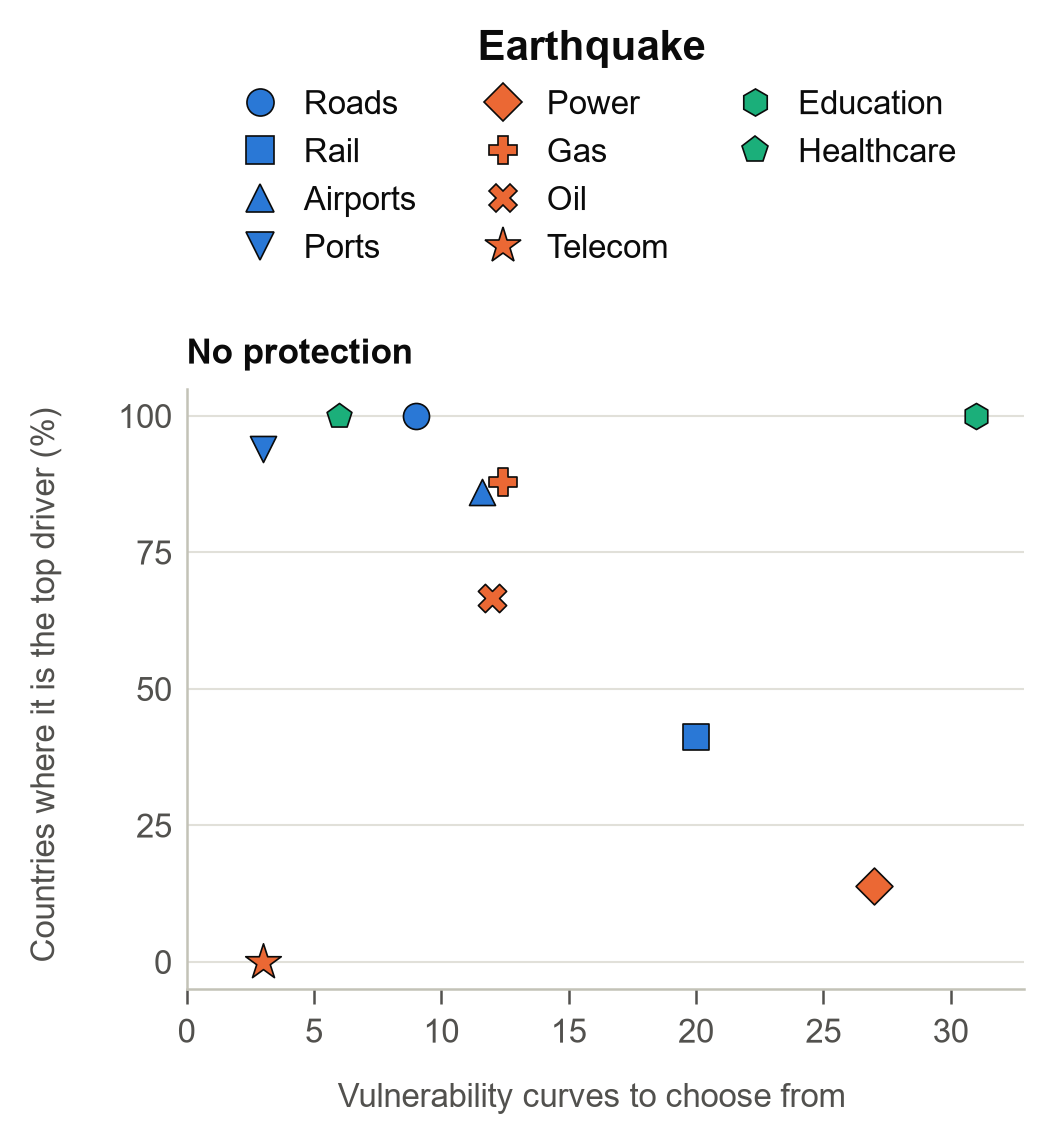 Earthquake
Roads
Rail
Airports
Ports
Power
Gas
Oil
Telecom
Education
Healthcare
No protection
Countries where it is the top driver (%)
100
75
50
25
0
0 5 10 15 20 25 30
Vulnerability curves to choose from